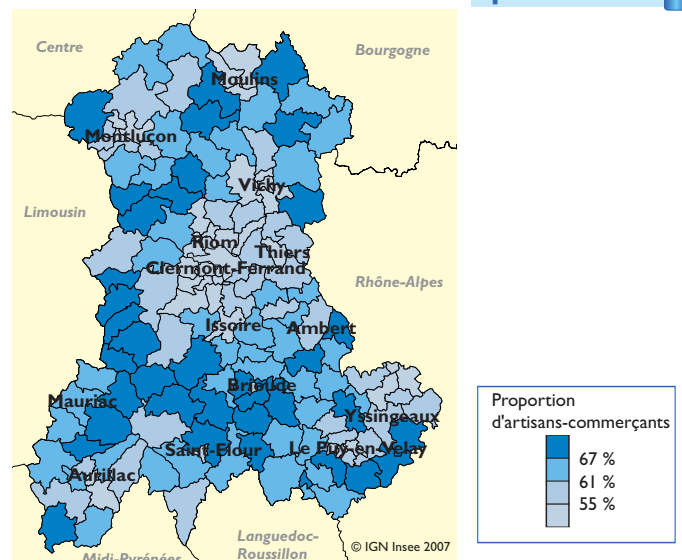 Centre
Bourgogne
Moulins
Montluçon
Vichy
Limousin
Riom
Thiers
Clermont-Ferrand
Rhône-Alpes
Issoire
Ambert
Brioude
Mauriac
Yssingeaux
Saint-Flour
Le Puy-en-Velay
Aurillac
Proportion
d'artisans-commerçants
67 %
61 %
55 %
Languedoc-
Roussillon
Midi-Pyrénées
© IGN Insee 2007